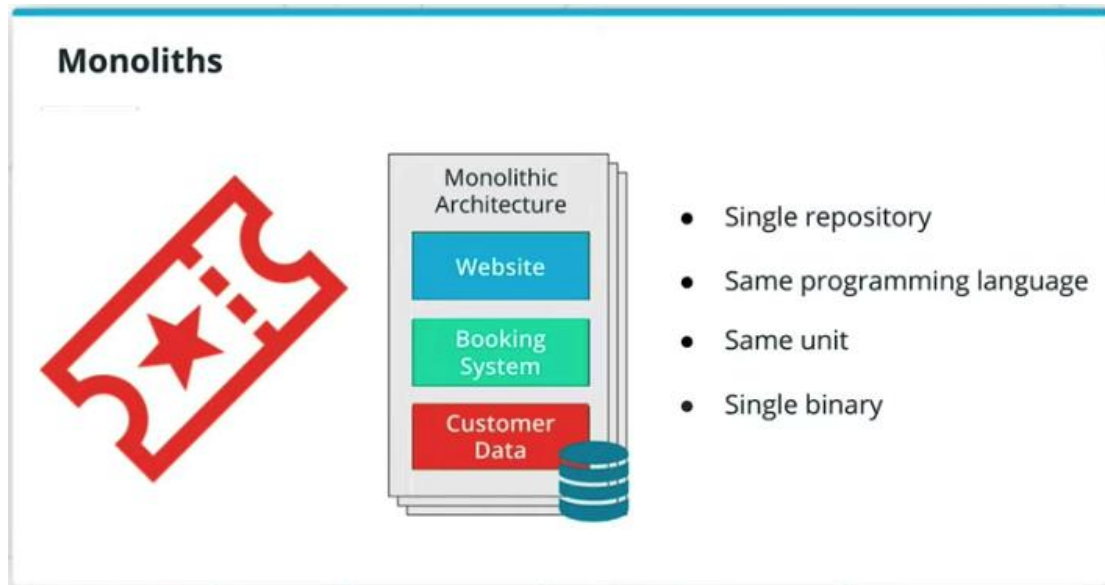 Monoliths
Monolithic
Architecture
Website
Booking
System
Customer
Data
● Single repository
● Same programming language
● Same unit
● Single binary